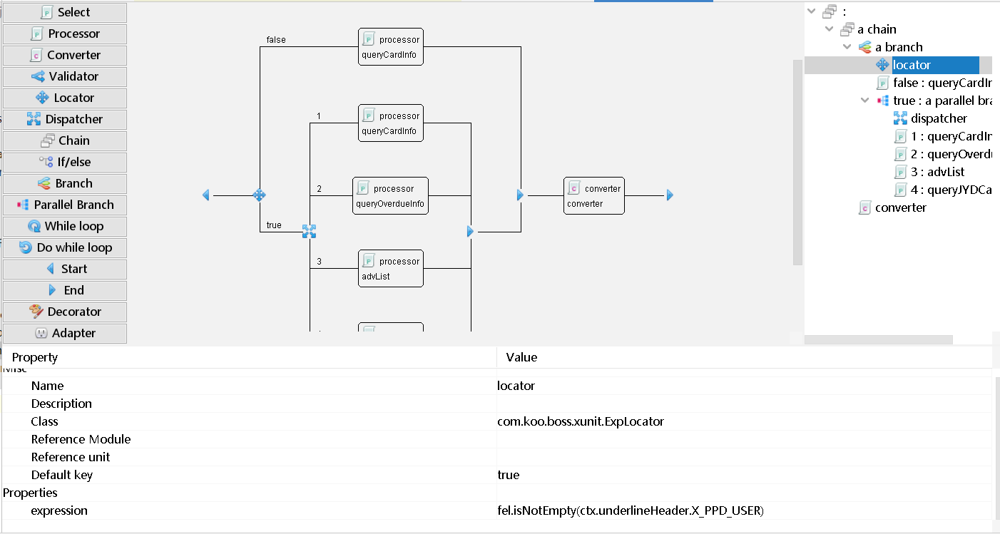 Select
Processor
Converter
Validator
Locator
Dispatcher
Chain
If/else
Branch
Parallel Branch
While loop
Do while loop
Start
End
Decorator
Adapter
false
processor
queryCardInfo
1
processor
queryCardInfo
2
processor
queryOverdueInfo
true
3
processor
advList
converter
converter
:
a chain
a branch
locator
false : queryCardIn
true : a parallel bra
dispatcher
1 : queryCardIn
2 : queryOverdu
3 : advList
4 : queryJYDCa
converter
Property Value
Misc
Name locator
Description
Class com.koo.boss.xunit.ExpLocator
Reference Module
Reference unit
Default key true
Properties
expression fel.isNotEmpty(ctx.underlineHeader.X_PPD_USER)